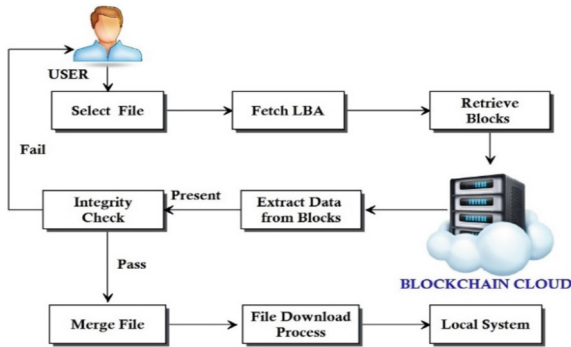 USER
Select File
Fetch LBA
Retrieve
Blocks
Fail
Integrity
Check
Present
Extract Data
from Blocks
BLOCKCHAIN CLOUD
Pass
Merge File
File Download
Process
Local System